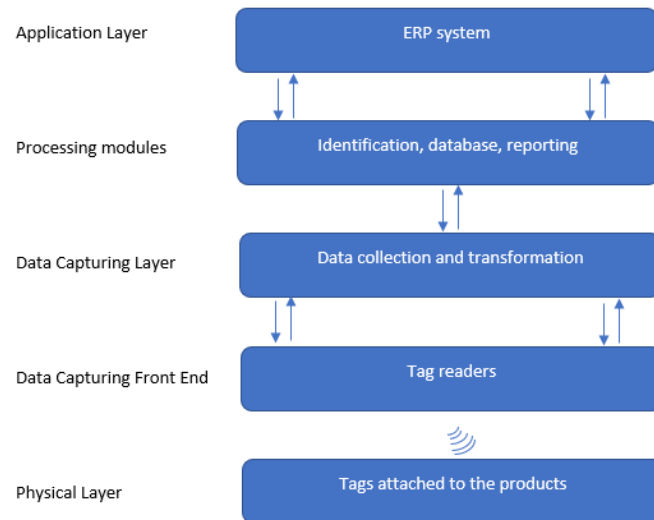 Application Layer
ERP system
Processing modules
Identification, database, reporting
Data Capturing Layer
Data collection and transformation
Data Capturing Front End
Tag readers
Physical Layer
Tags attached to the products